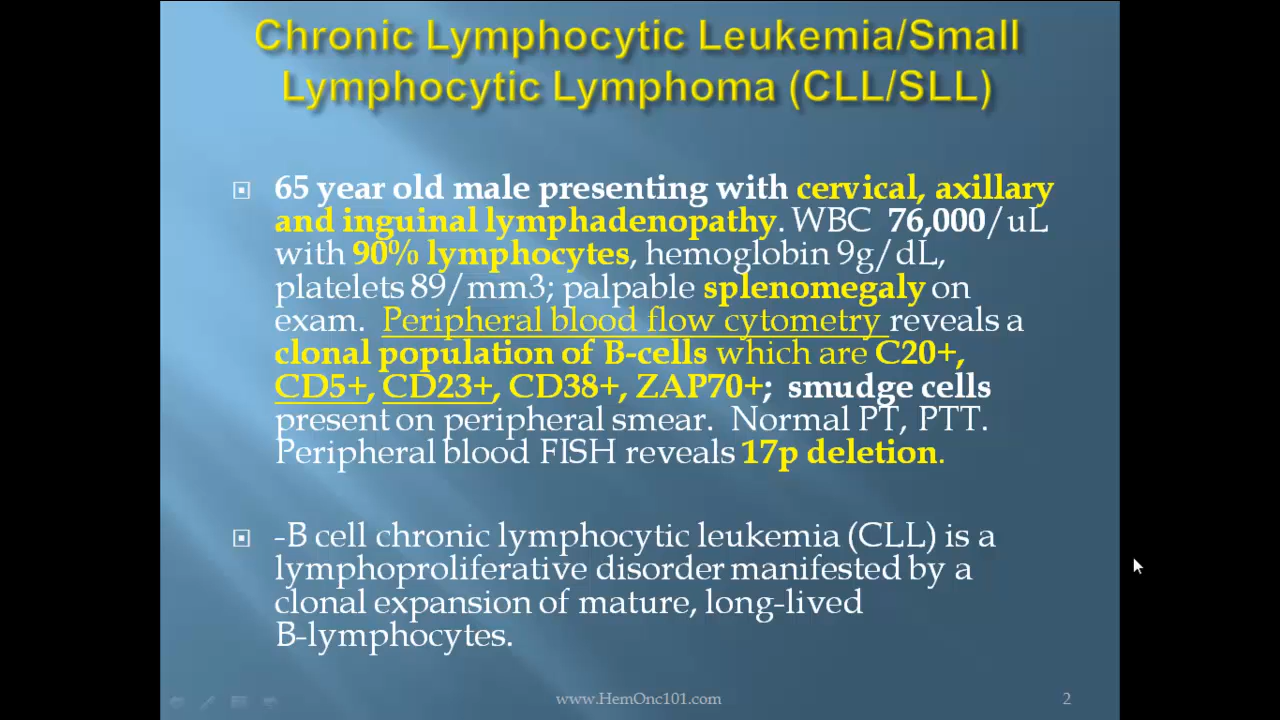 Chronic Lymphocytic Leukemia/Small
Lymphocytic Lymphoma (CLL/SLL)
65 year old male presenting with cervical, axillary
and inguinal lymphadenopathy. WBC 76,000/uL
with 90% lymphocytes, hemoglobin 9g/dL,
platelets 89/mm3; palpable splenomegaly on
exam. Peripheral blood flow cytometry reveals a
clonal population of B-cells which are C20+,
CD5+, CD23+, CD38+, ZAP70+; smudge cells
present on peripheral smear. Normal PT, PTT.
Peripheral blood FISH reveals 17p deletion.
-B cell chronic lymphocytic leukemia (CLL) is a
lymphoproliferative disorder manifested by a
clonal expansion of mature, long-lived
B-lymphocytes.
www.HemOnc101.com
2